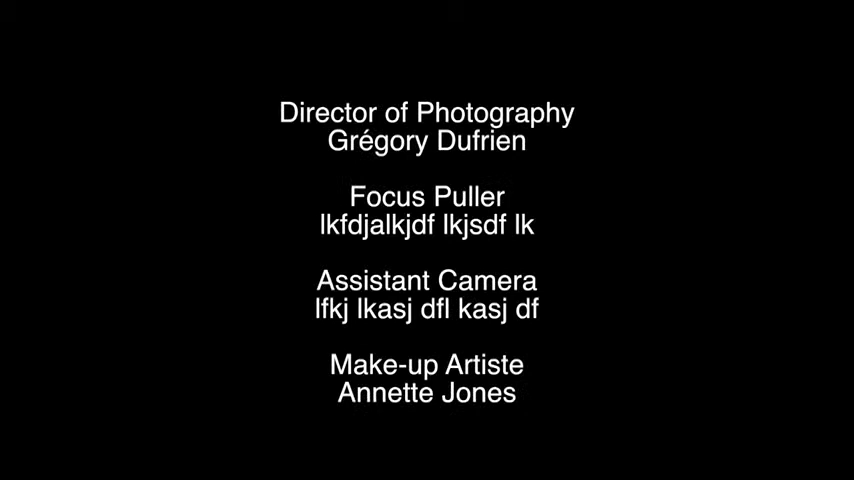 Director of Photography
Grégory Dufrien
Focus Puller
lkfdjalkjdf lkjsdf lk
Assistant Camera
lfkj lkasj dfl kasj df
Make-up Artiste
Annette Jones